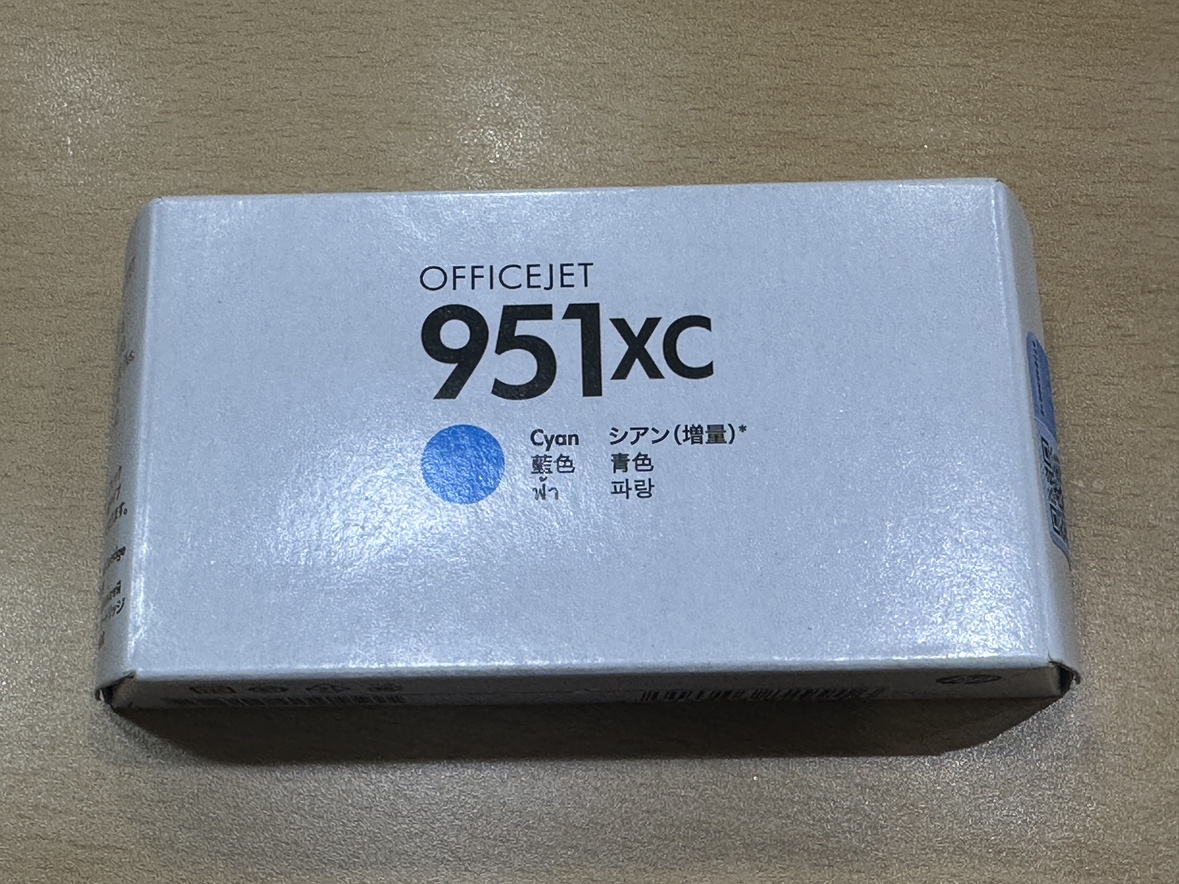 OFFICEJET
951XC
Cyan シアン(増量)*
藍色 青色
ฟ้า 파랑